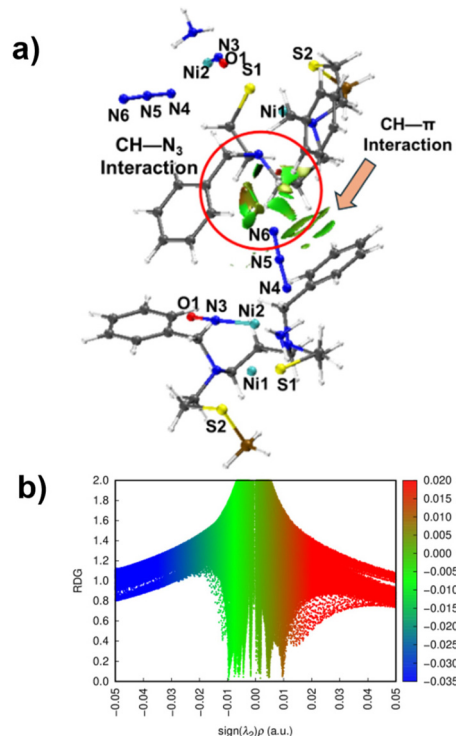 a)
N3
O1
Ni2
S1
S2
N6 N5 N4
Ni1
CH—N3
Interaction
CH—π
Interaction
N6
N5
N4
O1 N3 Ni2
Ni1 S1
S2
b)
2.0
1.8
1.6
1.4
1.2
1.0
0.8
0.6
0.4
0.2
0.0
RDG
−0.05 −0.04 −0.03 −0.02 −0.01 0.00 0.01 0.02 0.03 0.04 0.05
sign(λ2)ρ (a.u.)
0.020
0.015
0.010
0.005
0.000
−0.005
−0.010
−0.015
−0.020
−0.025
−0.030
−0.035